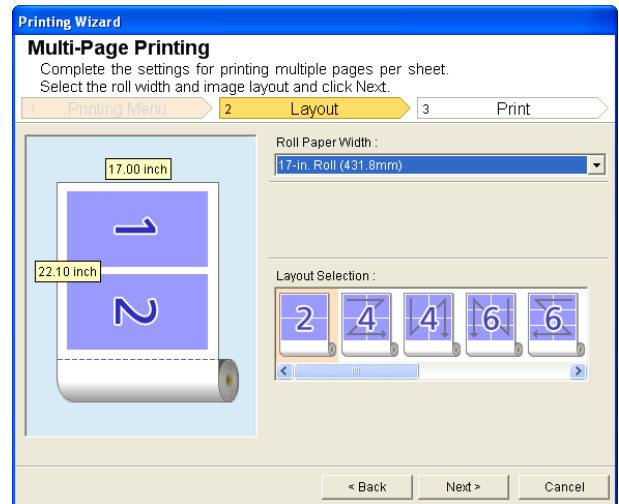 Printing Wizard
Multi-Page Printing
Complete the settings for printing multiple pages per sheet.
Select the roll width and image layout and click Next.
1 Printing Menu
2 Layout
3 Print
Roll Paper Width :
17-in. Roll (431.8mm)
17.00 inch
1
22.10 inch
2
Layout Selection :
2 4 4 6 6
< Back
Next >
Cancel